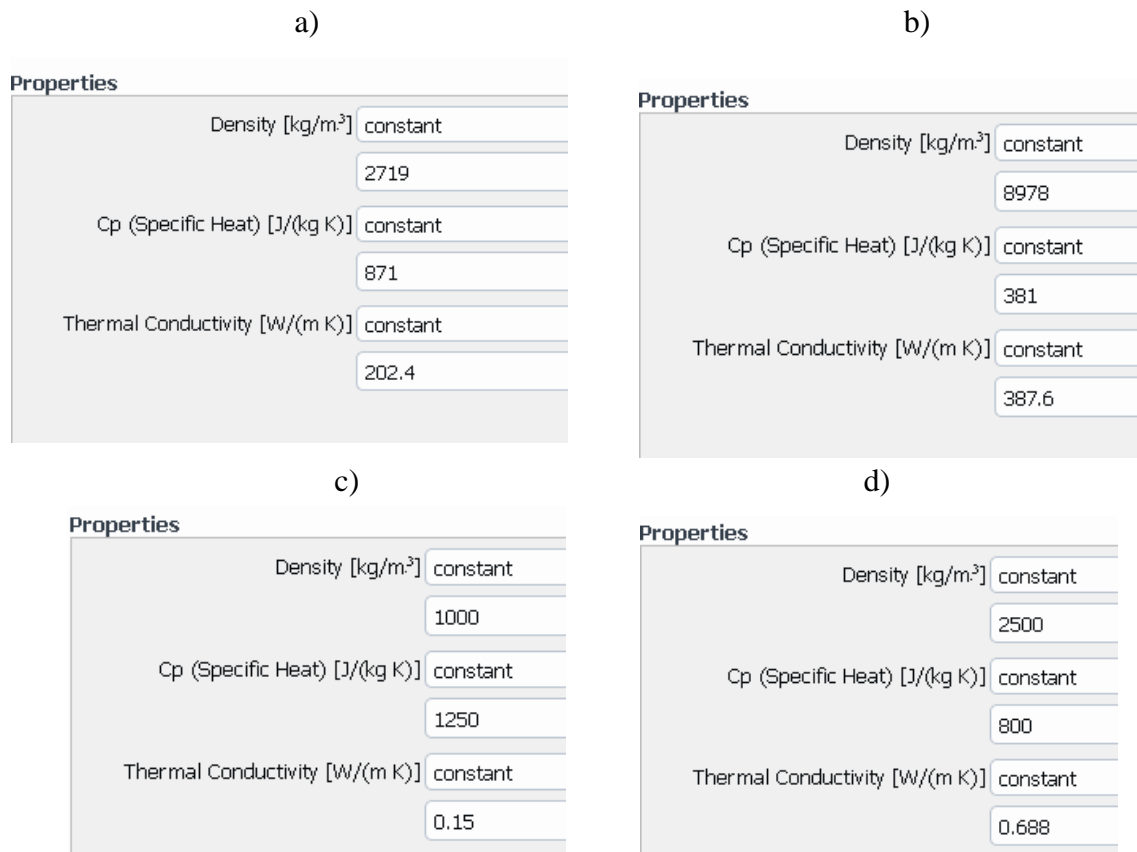 a)
Properties
Density [kg/m³] constant
2719
Cp (Specific Heat) [J/(kg K)] constant
871
Thermal Conductivity [W/(m K)] constant
202.4
b)
Properties
Density [kg/m³] constant
8978
Cp (Specific Heat) [J/(kg K)] constant
381
Thermal Conductivity [W/(m K)] constant
387.6
c)
Properties
Density [kg/m³] constant
1000
Cp (Specific Heat) [J/(kg K)] constant
1250
Thermal Conductivity [W/(m K)] constant
0.15
d)
Properties
Density [kg/m³] constant
2500
Cp (Specific Heat) [J/(kg K)] constant
800
Thermal Conductivity [W/(m K)] constant
0.688